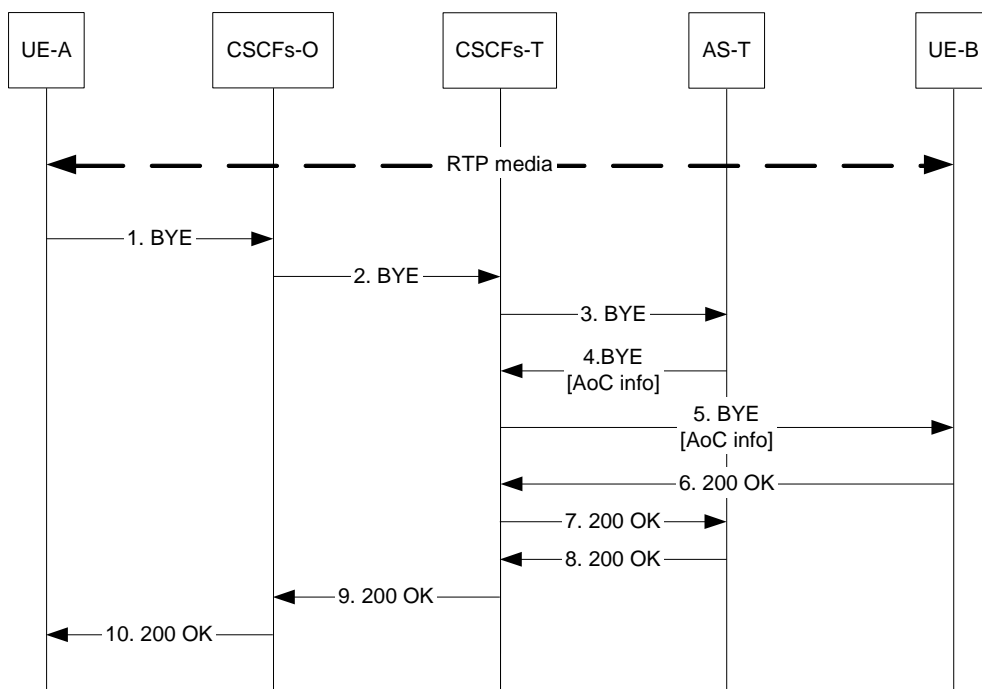 UE-A
CSCFs-O
CSCFs-T
AS-T
UE-B
RTP media
1. BYE
2. BYE
3. BYE
4.BYE
[AoC info]
5. BYE
[AoC info]
6. 200 OK
7. 200 OK
8. 200 OK
9. 200 OK
10. 200 OK